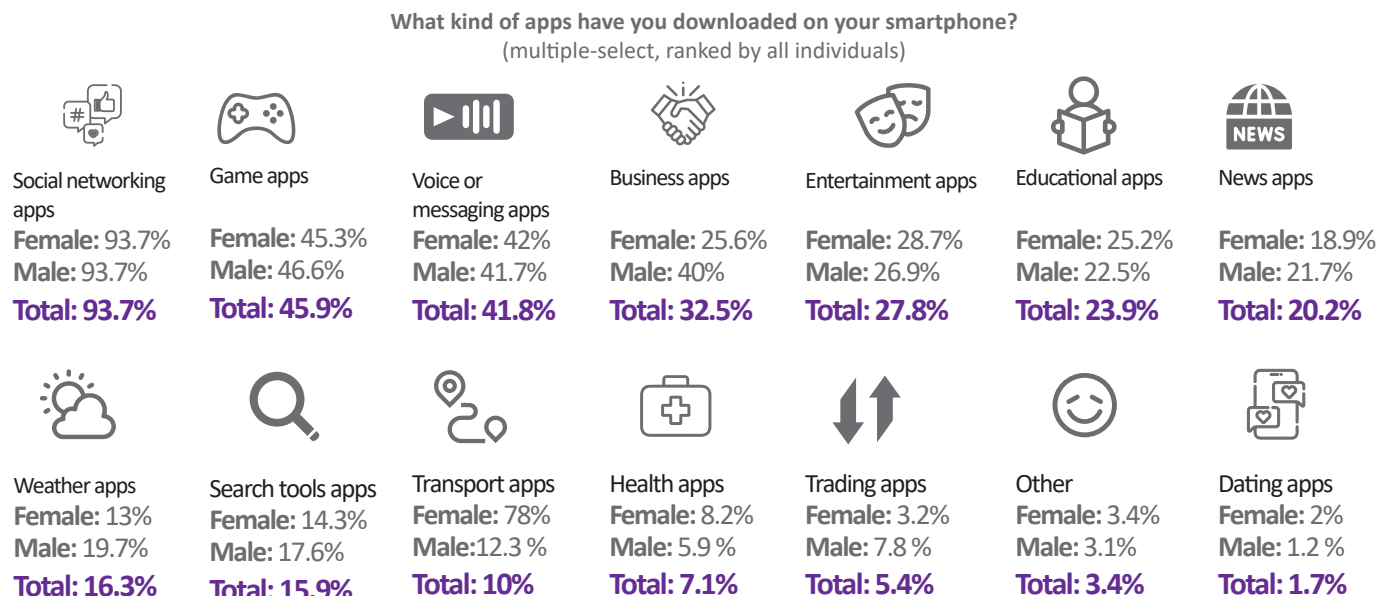 What kind of apps have you downloaded on your smartphone?
(multiple-select, ranked by all individuals)
#
NEWS
Social networking
apps
Female: 93.7%
Male: 93.7%
Total: 93.7%
Game apps
Female: 45.3%
Male: 46.6%
Total: 45.9%
Voice or
messaging apps
Female: 42%
Male: 41.7%
Total: 41.8%
Business apps
Female: 25.6%
Male: 40%
Total: 32.5%
Entertainment apps
Female: 28.7%
Male: 26.9%
Total: 27.8%
Educational apps
Female: 25.2%
Male: 22.5%
Total: 23.9%
News apps
Female: 18.9%
Male: 21.7%
Total: 20.2%
Weather apps
Female: 13%
Male: 19.7%
Total: 16.3%
Search tools apps
Female: 14.3%
Male: 17.6%
Total: 15.9%
Transport apps
Female: 78%
Male:12.3 %
Total: 10%
Health apps
Female: 8.2%
Male: 5.9 %
Total: 7.1%
Trading apps
Female: 3.2%
Male: 7.8 %
Total: 5.4%
Other
Female: 3.4%
Male: 3.1%
Total: 3.4%
Dating apps
Female: 2%
Male: 1.2 %
Total: 1.7%